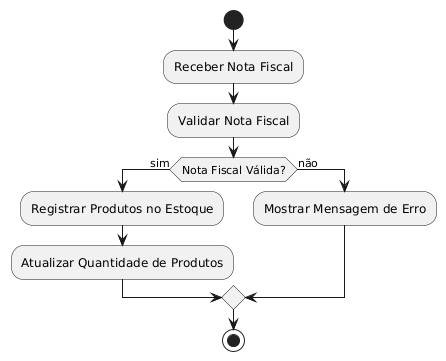 Receber Nota Fiscal
Validar Nota Fiscal
sim
Nota Fiscal Válida?
não
Registrar Produtos no Estoque
Mostrar Mensagem de Erro
Atualizar Quantidade de Produtos